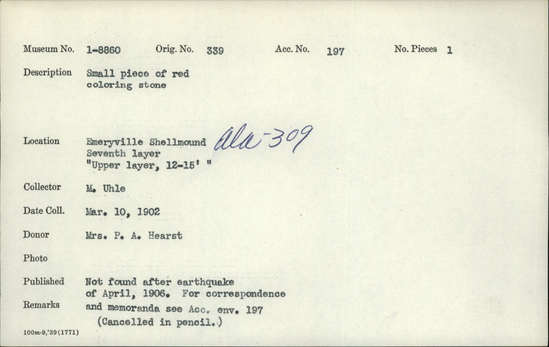 Museum No. 1-8860 Orig. No. 339 Acc. No. 197 No. Pieces 1
Description Small piece of red
coloring stone
Location Emeryville Shellmound Ala-309
Seventh layer
"Upper layer, 12-15' "
Collector M. Uhle
Date Coll. Mar. 10, 1902
Donor Mrs. P. A. Hearst
Photo
Published Not found after earthquake
of April, 1906. For correspondence
Remarks and memoranda see Acc. env. 197
(Cancelled in pencil.)
100m-9,'39(1771)